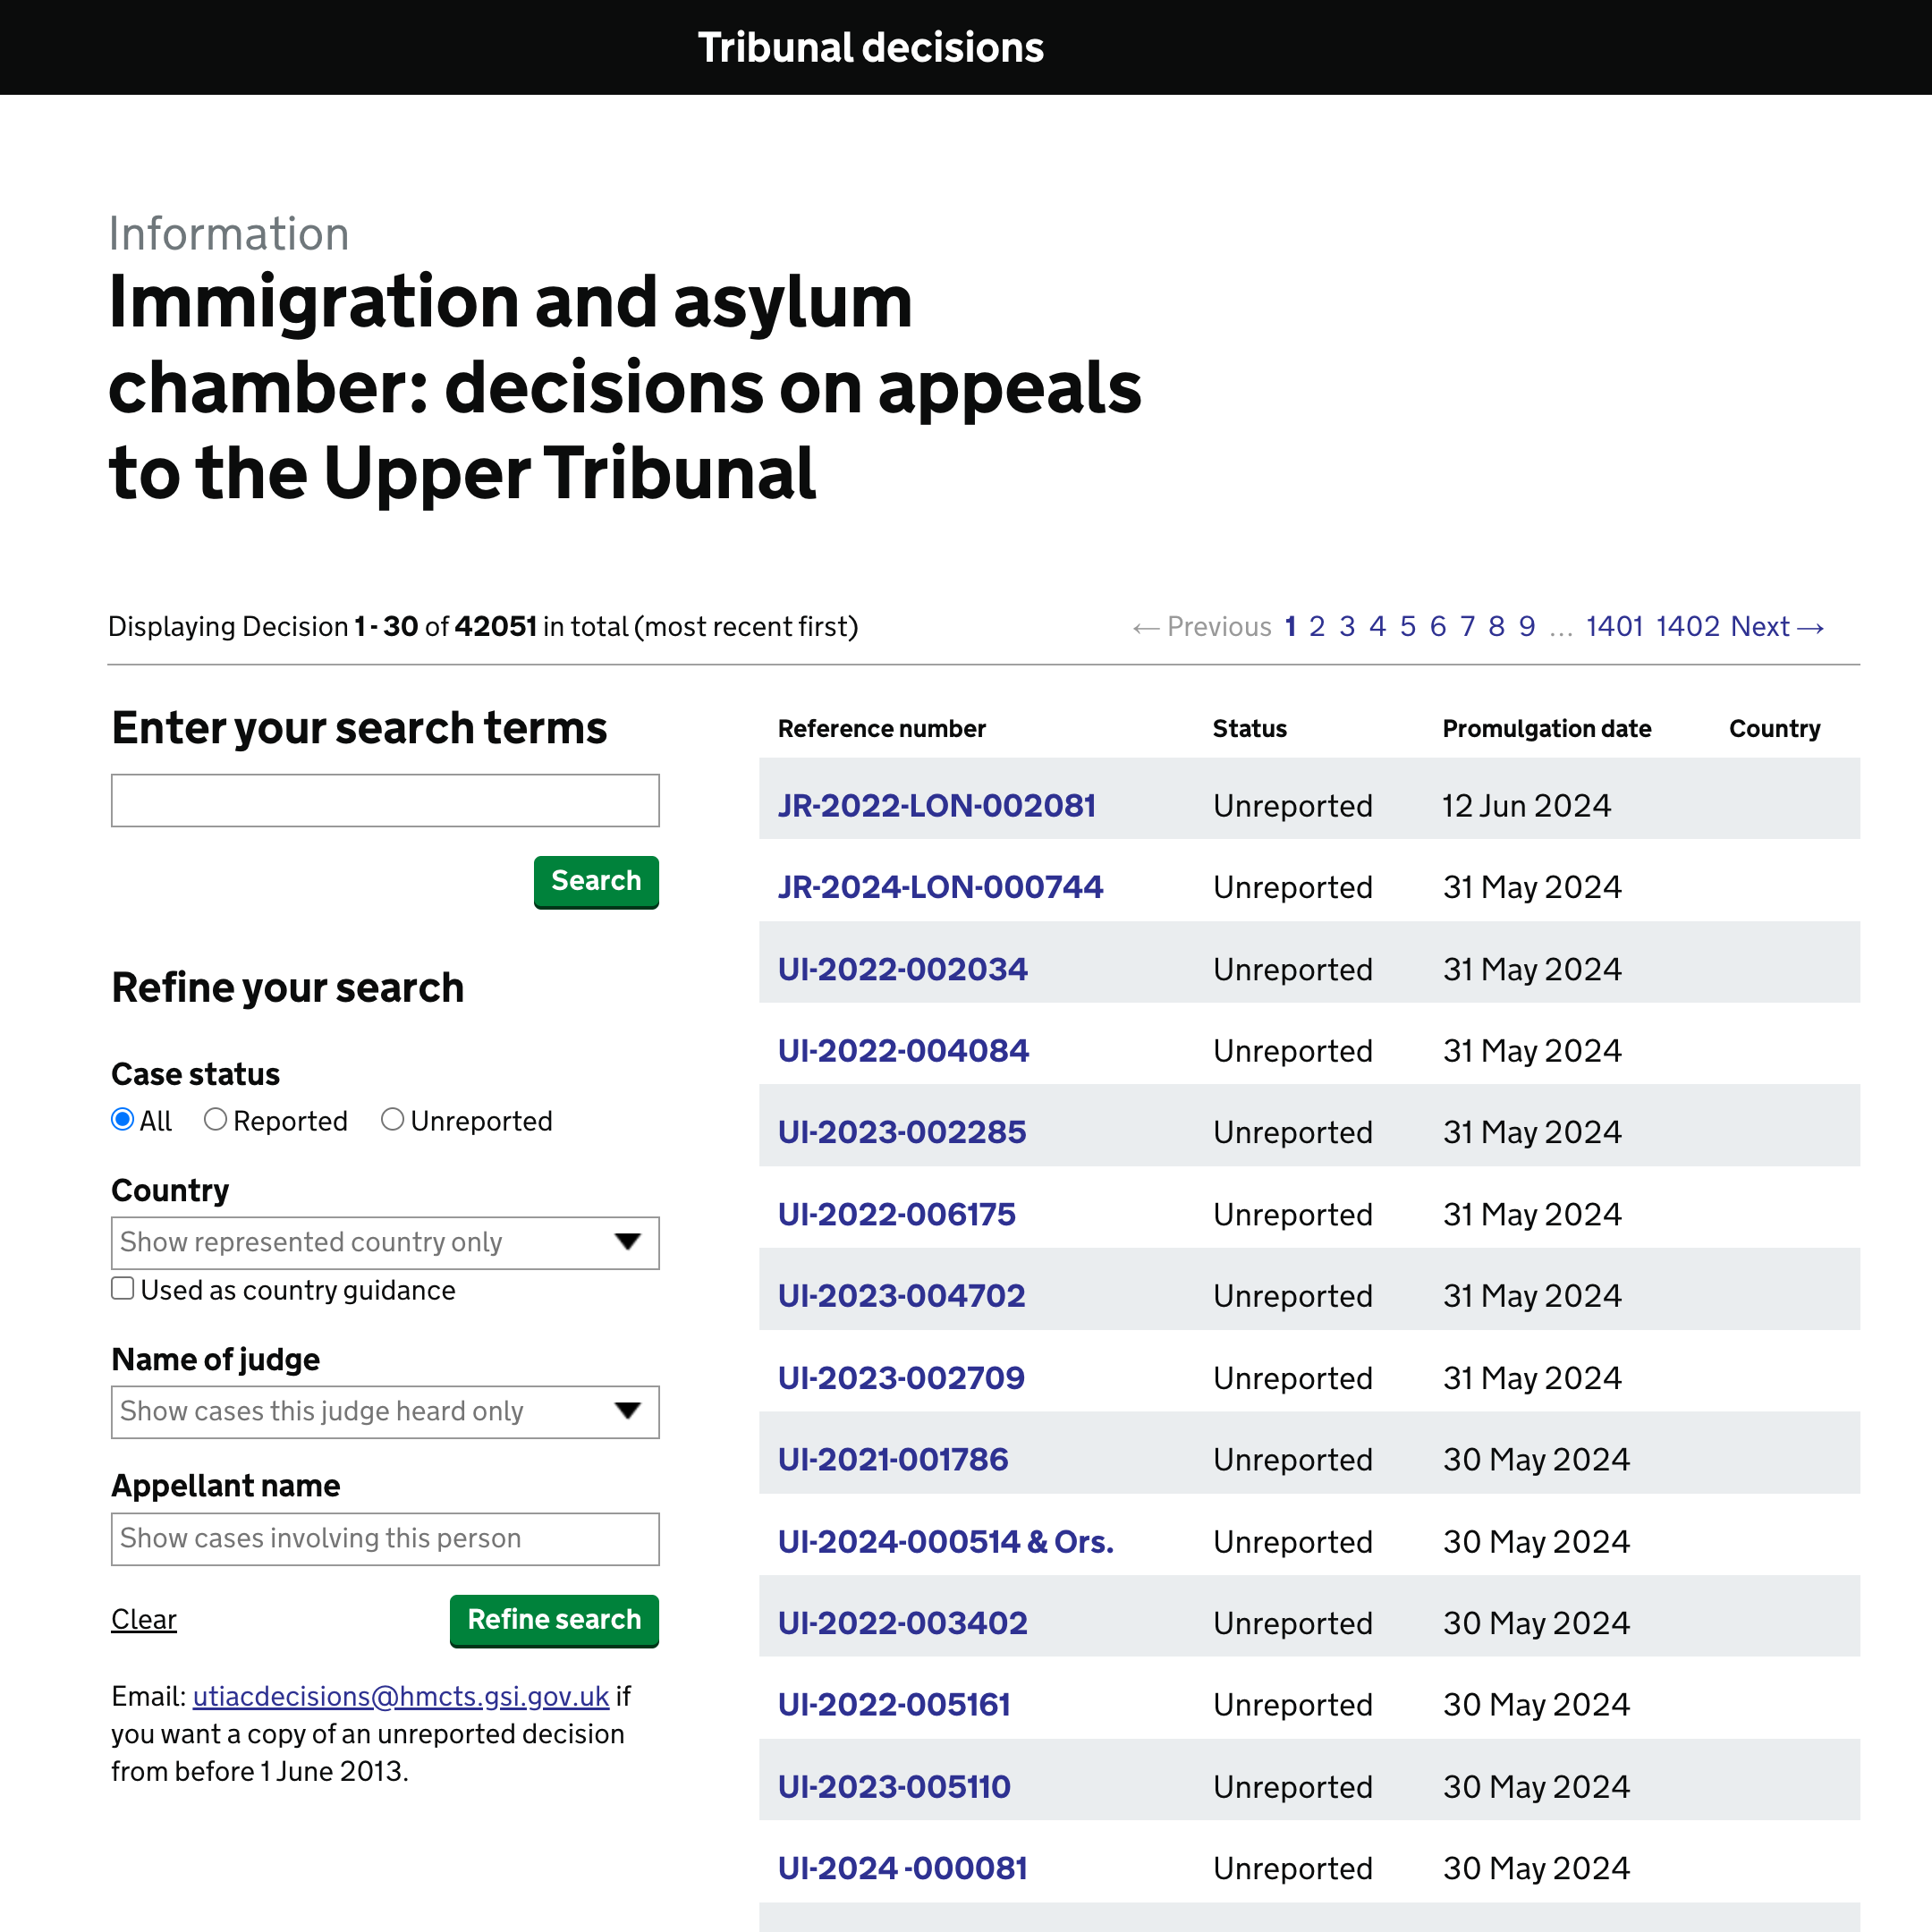 Tribunal decisions
Information
Immigration and asylum
chamber: decisions on appeals
to the Upper Tribunal
Displaying Decision 1 - 30 of 42051 in total (most recent first)
← Previous 1 2 3 4 5 6 7 8 9 … 1401 1402 Next →
Enter your search terms
Search
Refine your search
Case status
All Reported Unreported
Country
Show represented country only
Used as country guidance
Name of judge
Show cases this judge heard only
Appellant name
Show cases involving this person
Clear Refine search
Email: utiacdecisions@hmcts.gsi.gov.uk if
you want a copy of an unreported decision
from before 1 June 2013.
Reference number Status Promulgation date Country
JR-2022-LON-002081 Unreported 12 Jun 2024
JR-2024-LON-000744 Unreported 31 May 2024
UI-2022-002034 Unreported 31 May 2024
UI-2022-004084 Unreported 31 May 2024
UI-2023-002285 Unreported 31 May 2024
UI-2022-006175 Unreported 31 May 2024
UI-2023-004702 Unreported 31 May 2024
UI-2023-002709 Unreported 31 May 2024
UI-2021-001786 Unreported 30 May 2024
UI-2024-000514 & Ors. Unreported 30 May 2024
UI-2022-003402 Unreported 30 May 2024
UI-2022-005161 Unreported 30 May 2024
UI-2023-005110 Unreported 30 May 2024
UI-2024 -000081 Unreported 30 May 2024